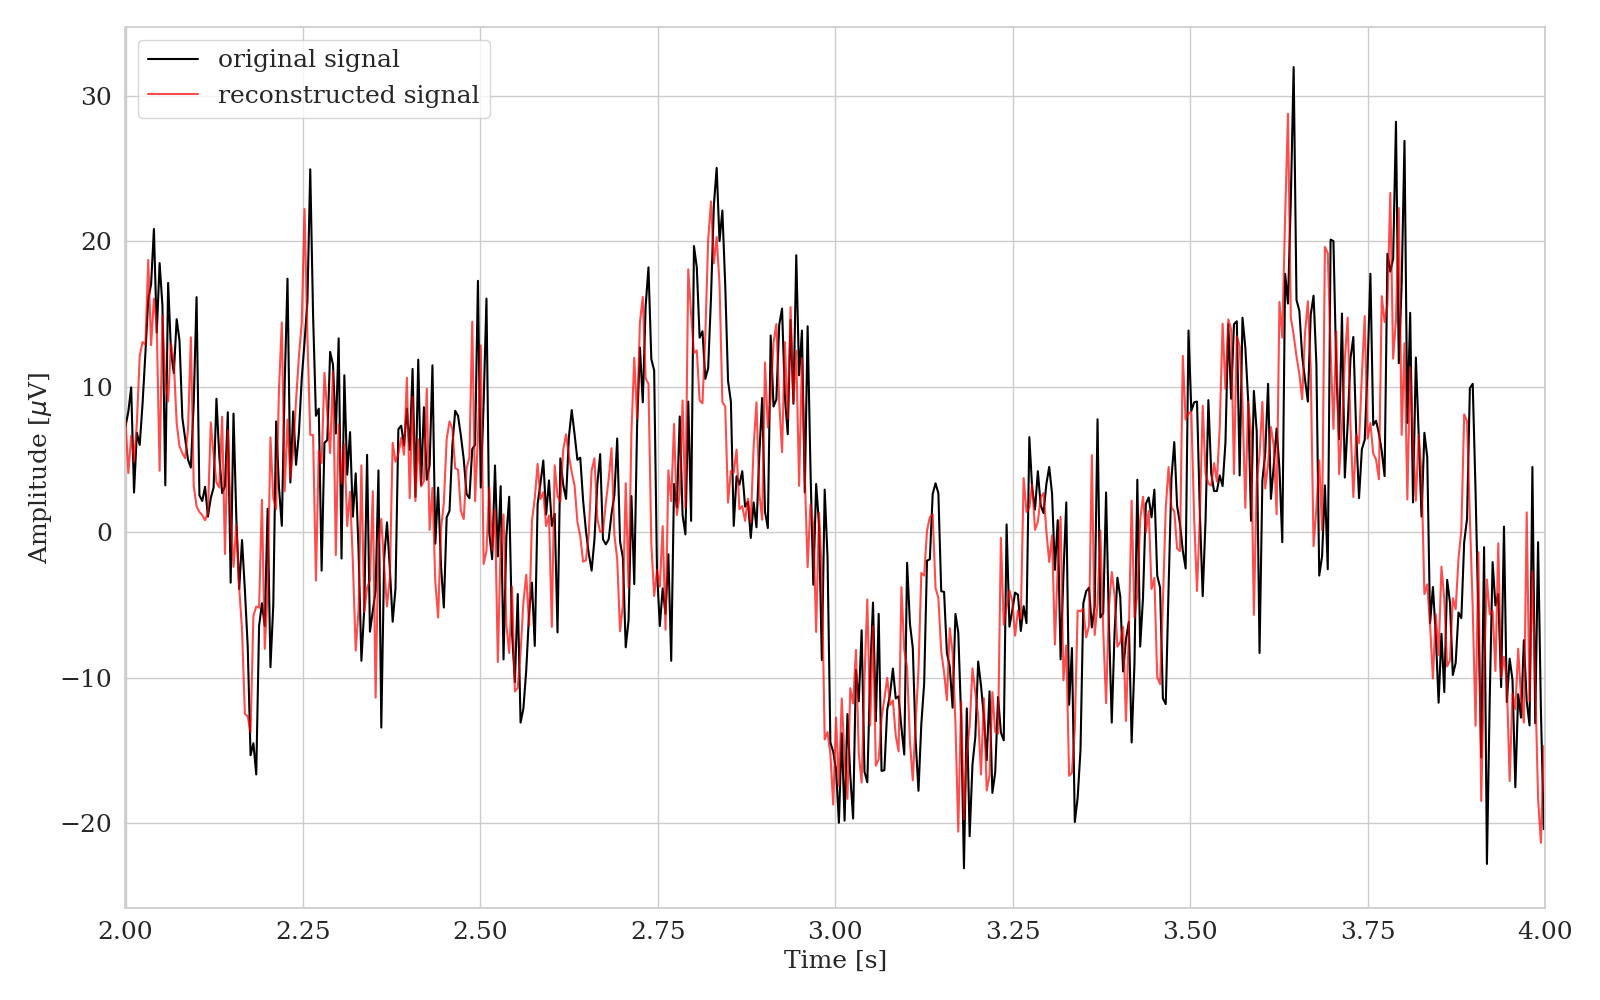 original signal
reconstructed signal
30
20
10
0
−10
−20
Amplitude [μV]
2.00 2.25 2.50 2.75 3.00 3.25 3.50 3.75 4.00
Time [s]